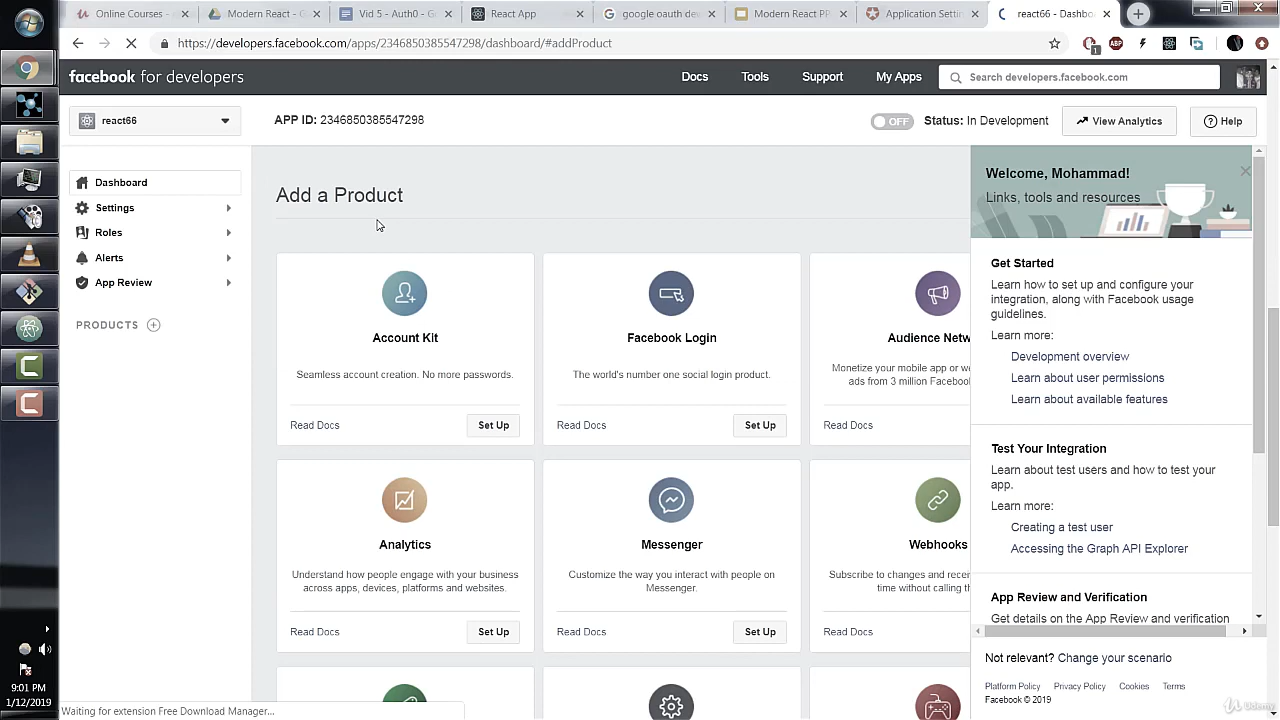 Online Courses -
Modern React - G
Vid 5 - Auth0 - G
React App
google oauth dev
Modern React PP
Application Settin
react66 - Dashbo
https://developers.facebook.com/apps/2346850385547298/dashboard/#addProduct
ABP
1
facebook for developers
Docs
Tools
Support
My Apps
Search developers.facebook.com
react66
APP ID: 2346850385547298
OFF
Status: In Development
View Analytics
Help
Dashboard
Settings
Roles
Alerts
App Review
PRODUCTS
Add a Product
Account Kit
Seamless account creation. No more passwords.
Read Docs
Set Up
Facebook Login
The world's number one social login product.
Read Docs
Set Up
Audience Netw
Monetize your mobile app or we
ads from 3 million Facebook
Read Docs
Analytics
Understand how people engage with your business
across apps, devices, platforms and websites.
Read Docs
Set Up
Messenger
Customize the way you interact with people on
Messenger.
Read Docs
Set Up
Webhooks
Subscribe to changes and rece
time without calling th
Read Docs
Welcome, Mohammad!
Links, tools and resources
Get Started
Learn how to set up and configure your
integration, along with Facebook usage
guidelines.
Learn more:
Development overview
Learn about user permissions
Learn about available features
Test Your Integration
Learn about test users and how to test your
app.
Learn more:
Creating a test user
Accessing the Graph API Explorer
App Review and Verification
Get details on the App Review and verification
Not relevant? Change your scenario
Platform Policy
Privacy Policy
Cookies
Terms
Facebook © 2019
Udemy
Waiting for extension Free Download Manager...
9:01 PM
1/12/2019